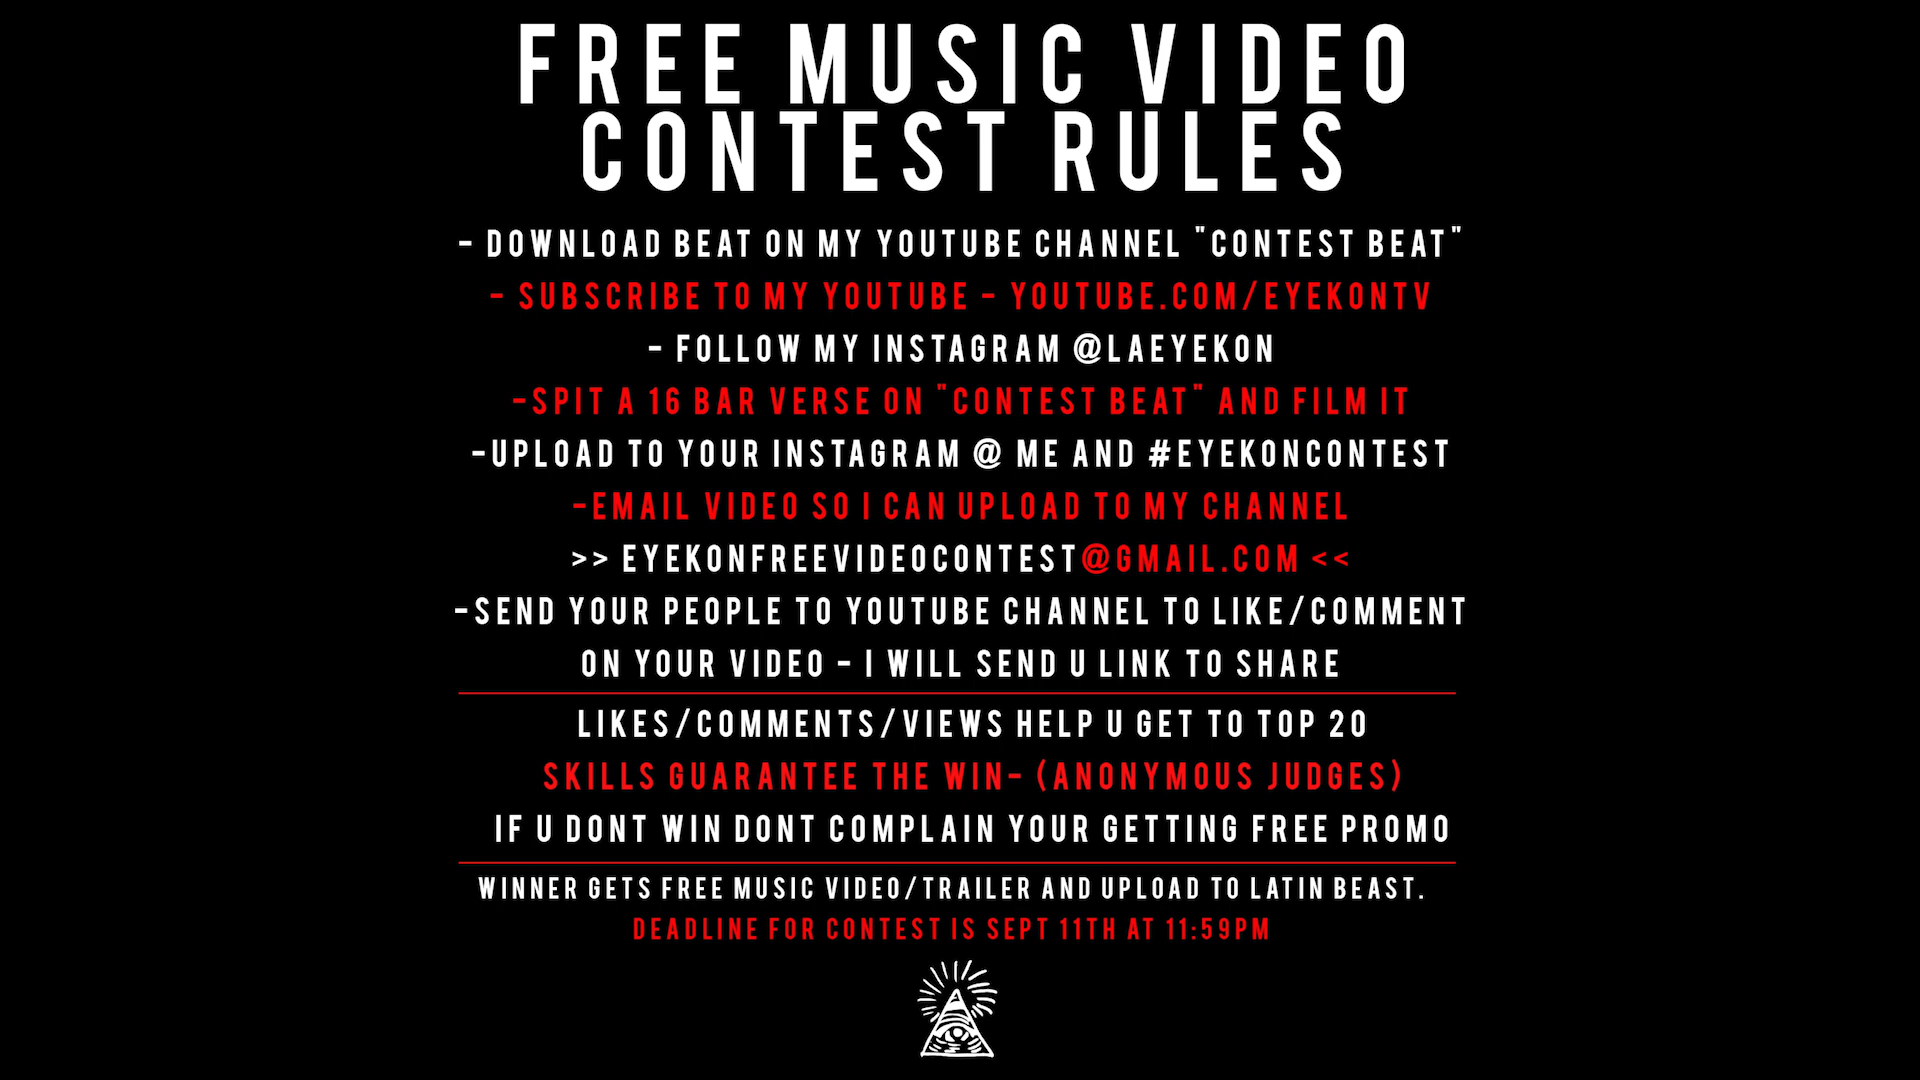 FREE MUSIC VIDEO
CONTEST RULES
- DOWNLOAD BEAT ON MY YOUTUBE CHANNEL "CONTEST BEAT"
- SUBSCRIBE TO MY YOUTUBE - YOUTUBE.COM/EYEKONTV
- FOLLOW MY INSTAGRAM @LAEYEKON
-SPIT A 16 BAR VERSE ON "CONTEST BEAT" AND FILM IT
-UPLOAD TO YOUR INSTAGRAM @ ME AND #EYEKONCONTEST
-EMAIL VIDEO SO I CAN UPLOAD TO MY CHANNEL
>> EYEKONFREEVIDEOCONTEST@GMAIL.COM <<
-SEND YOUR PEOPLE TO YOUTUBE CHANNEL TO LIKE/COMMENT
ON YOUR VIDEO - I WILL SEND U LINK TO SHARE
LIKES/COMMENTS/VIEWS HELP U GET TO TOP 20
SKILLS GUARANTEE THE WIN- (ANONYMOUS JUDGES)
IF U DONT WIN DONT COMPLAIN YOUR GETTING FREE PROMO
WINNER GETS FREE MUSIC VIDEO/TRAILER AND UPLOAD TO LATIN BEAST.
DEADLINE FOR CONTEST IS SEPT 11TH AT 11:59PM